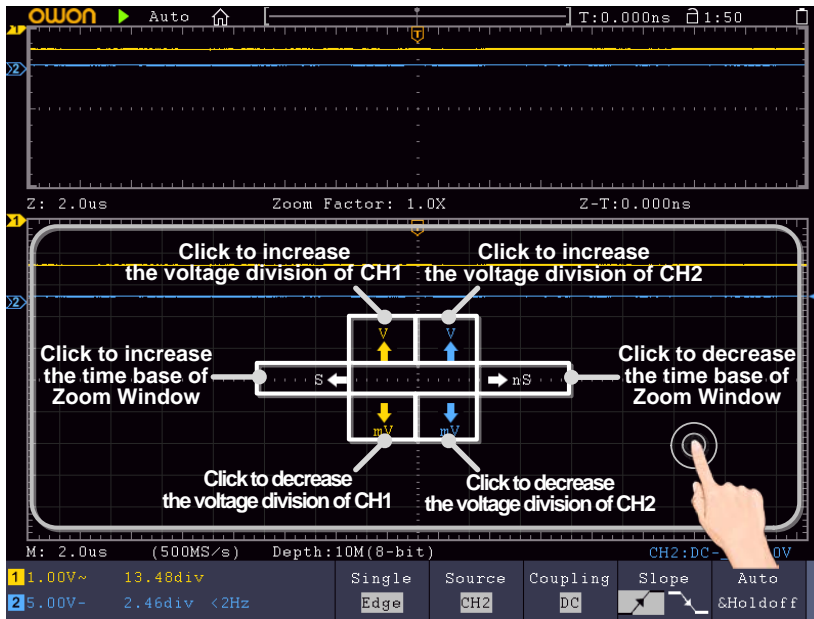 owon Auto T:0.000ns 1:50
1
T
2
Z: 2.0us Zoom Factor: 1.0X Z-T:0.000ns
1
Click to increase
the voltage division of CH1
Click to increase
the voltage division of CH2
2
V V
Click to increase
the time base of
Zoom Window
S nS
Click to decrease
the time base of
Zoom Window
mV mV
Click to decrease
the voltage division of CH1
Click to decrease
the voltage division of CH2
M: 2.0us (500MS/s) Depth:10M(8-bit) CH2:DC-
1 1.00V~ 13.48div
2 5.00V- 2.46div <2Hz
Single Edge
Source CH2
Coupling DC
Slope
Auto &Holdoff